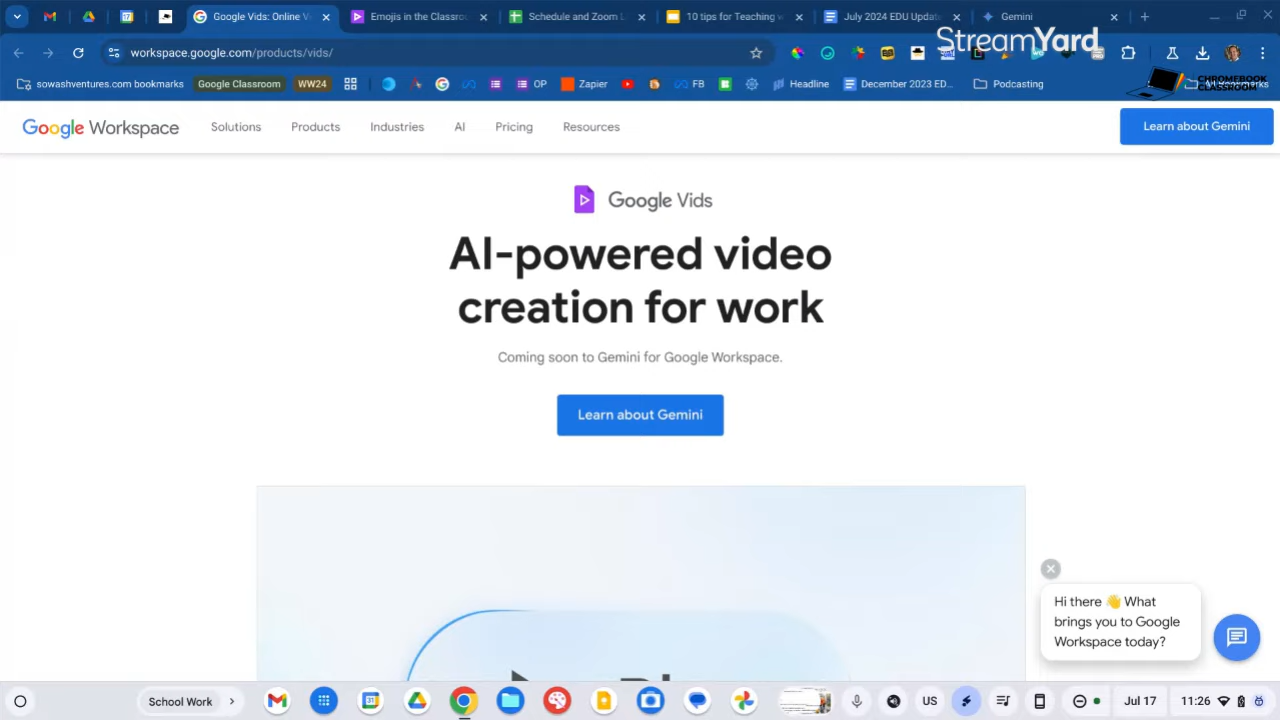 Google Vids: Online V
Emojis in the Classro
Schedule and Zoom L
10 tips for Teaching
July 2024 EDU Updat
Gemini
StreamYard
workspace.google.com/products/vids/
sowashventures.com bookmarks
Google Classroom
WW24
OP
Zapier
FB
Headline
December 2023 ED...
Podcasting
CHROMEBOOK
CLASSROOM
Google Workspace
Solutions
Products
Industries
AI
Pricing
Resources
Learn about Gemini
Google Vids
AI-powered video
creation for work
Coming soon to Gemini for Google Workspace.
Learn about Gemini
Hi there 👋 What
brings you to Google
Workspace today?
School Work
US
Jul 17
11:26